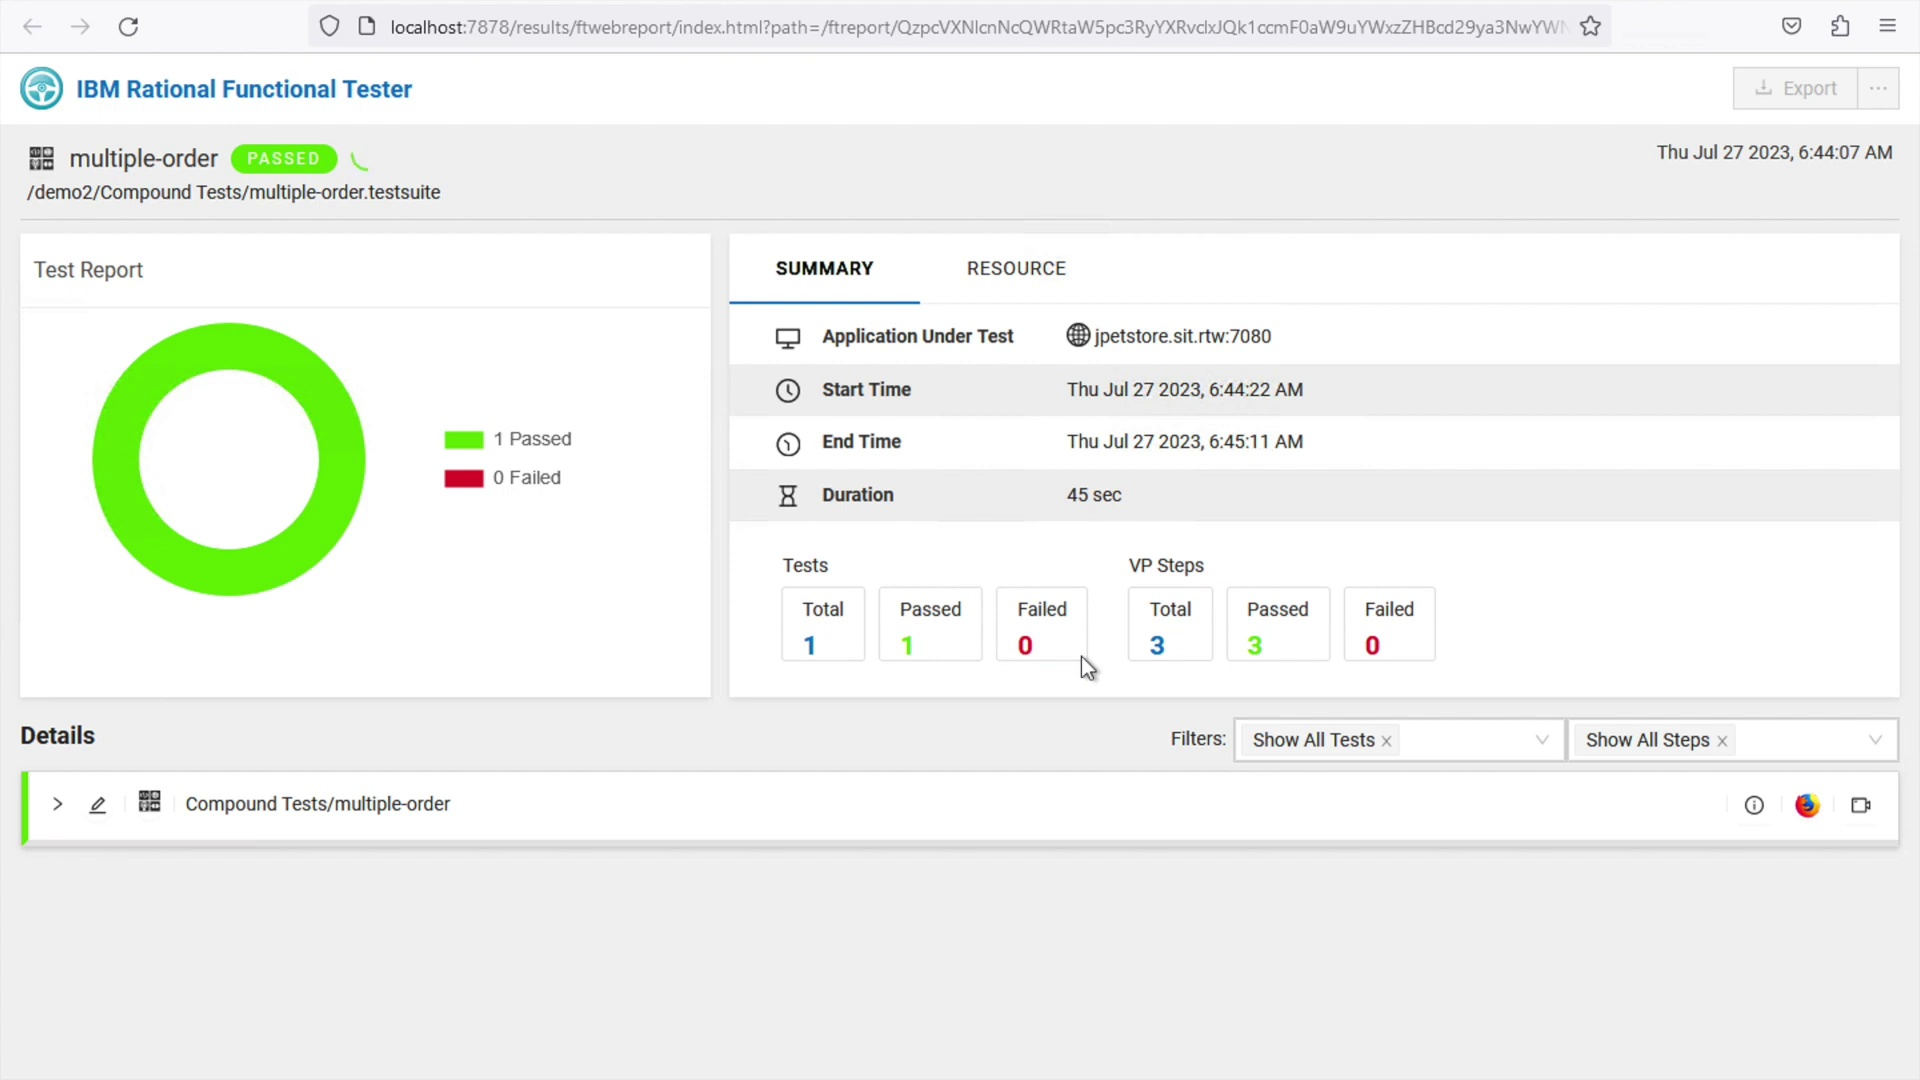 localhost:7878/results/ftwebreport/index.html?path=/ftreport/QzpcVXNlcnNcQWRtaW5pc3RyYXRvclxJQk1ccmF0aW9uYWxzZHBcd29ya3NwYWN
IBM Rational Functional Tester
Export
multiple-order PASSED
Thu Jul 27 2023, 6:44:07 AM
/demo2/Compound Tests/multiple-order.testsuite
Test Report
1 Passed
0 Failed
SUMMARY RESOURCE
Application Under Test jpetstore.sit.rtw:7080
Start Time Thu Jul 27 2023, 6:44:22 AM
End Time Thu Jul 27 2023, 6:45:11 AM
Duration 45 sec
Tests VP Steps
Total Passed Failed Total Passed Failed
1 1 0 3 3 0
Details
Filters: Show All Tests Show All Steps
Compound Tests/multiple-order